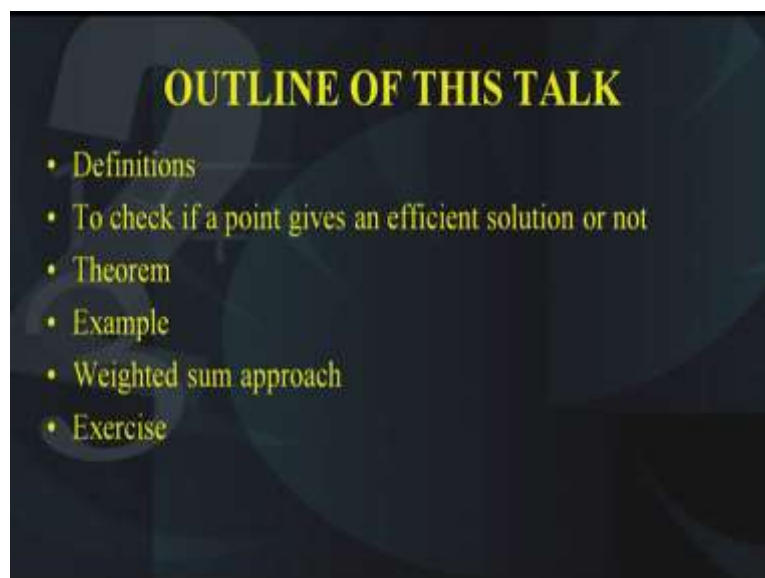 OUTLINE OF THIS TALK
• Definitions
• To check if a point gives an efficient solution or not
• Theorem
• Example
• Weighted sum approach
• Exercise